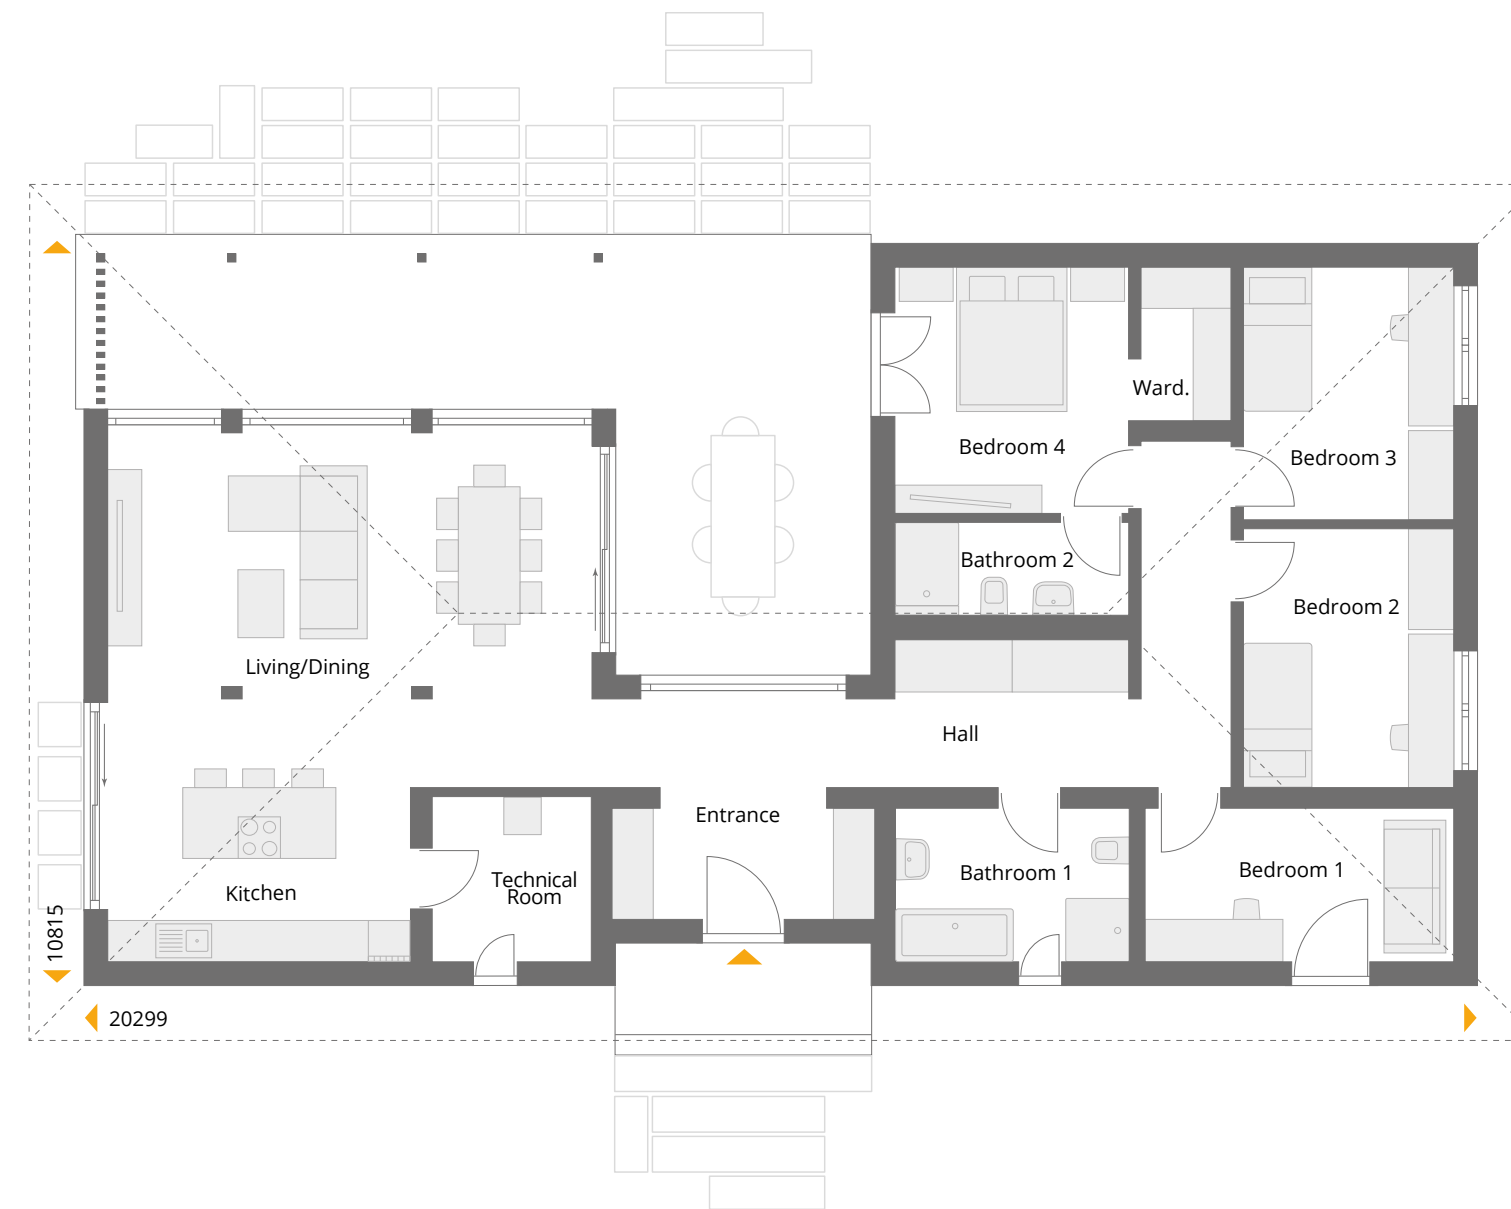 Ward.
Bedroom 4
Bedroom 3
Bathroom 2
Bedroom 2
Living/Dining
Hall
Entrance
Kitchen
Technical
Room
Bathroom 1
Bedroom 1
10815
20299